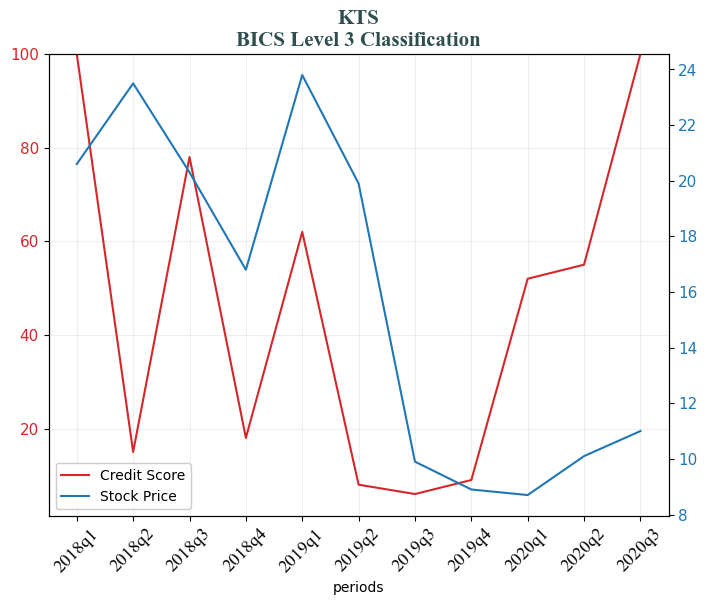 KTS
BICS Level 3 Classification
100
80
60
40
20
24
22
20
18
16
14
12
10
8
Credit Score
Stock Price
2018q1
2018q2
2018q3
2018q4
2019q1
2019q2
2019q3
2019q4
2020q1
2020q2
2020q3
periods